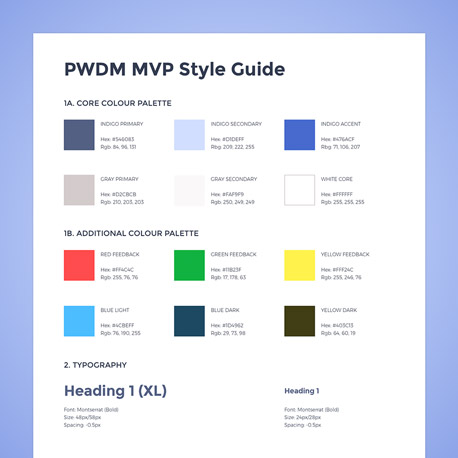 PWDM MVP Style Guide
1A. CORE COLOUR PALETTE
INDIGO PRIMARY
Hex: #546083
Rgb: 84, 96, 131
INDIGO SECONDARY
Hex: #D1DEFF
Rbg: 209, 222, 255
INDIGO ACCENT
Hex: #476ACF
Rbg: 71, 106, 207
GRAY PRIMARY
Hex: #D2CBCB
Rgb: 210, 203, 203
GRAY SECONDARY
Hex: #FAF9F9
Rgb: 250, 249, 249
WHITE CORE
Hex: #FFFFFF
Rgb: 255, 255, 255
1B. ADDITIONAL COLOUR PALETTE
RED FEEDBACK
Hex: #FF4C4C
Rgb: 255, 76, 76
GREEN FEEDBACK
Hex: #11B23F
Rgb: 17, 178, 63
YELLOW FEEDBACK
Hex: #FFF24C
Rgb: 255, 246, 76
BLUE LIGHT
Hex: #4CBEFF
Rgb: 76, 190, 255
BLUE DARK
Hex: #1D4962
Rgb: 29, 73, 98
YELLOW DARK
Hex: #403C13
Rgb: 64, 60, 19
2. TYPOGRAPHY
Heading 1 (XL)
Font: Montserrat (Bold)
Size: 48px/58px
Spacing: -0.5px
Heading 1
Font: Montserrat (Bold)
Size: 24px/29px
Spacing: -0.5px